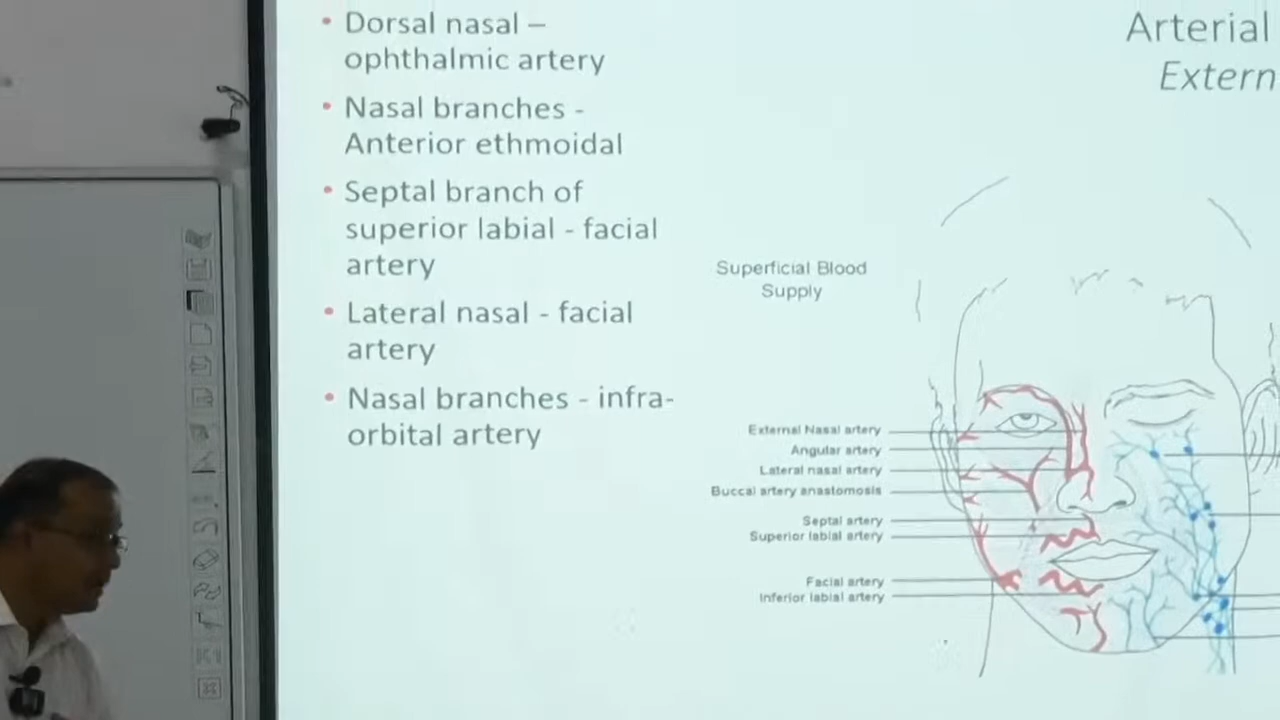 • Dorsal nasal –
ophthalmic artery
• Nasal branches -
Anterior ethmoidal
• Septal branch of
superior labial - facial
artery
• Lateral nasal - facial
artery
• Nasal branches - infra-
orbital artery
Arterial
Extern
Superficial Blood
Supply
External Nasal artery
Angular artery
Lateral nasal artery
Buccal artery anastomosis
Septal artery
Superior labial artery
Facial artery
Inferior labial artery